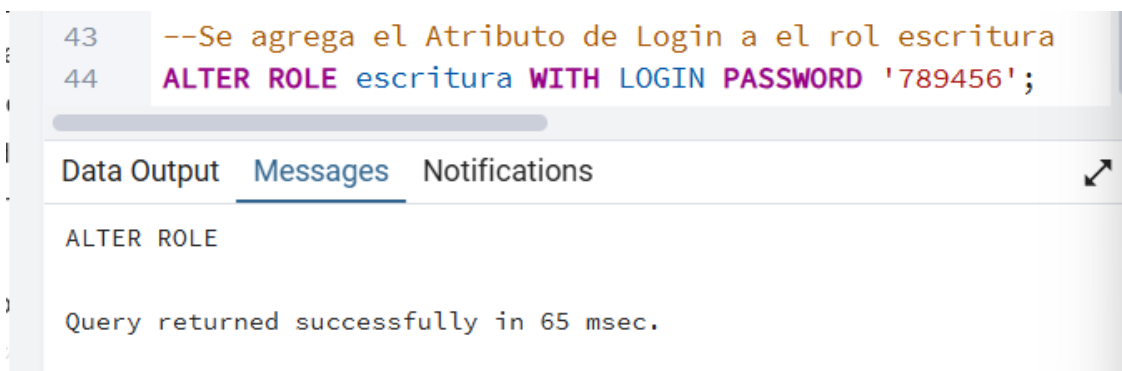 43 --Se agrega el Atributo de Login a el rol escritura
44 ALTER ROLE escritura WITH LOGIN PASSWORD '789456';
Data Output Messages Notifications
ALTER ROLE
Query returned successfully in 65 msec.